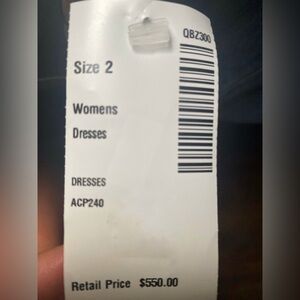 QBZ300
Size 2
Womens
Dresses
DRESSES
ACP240
Retail Price $550.00